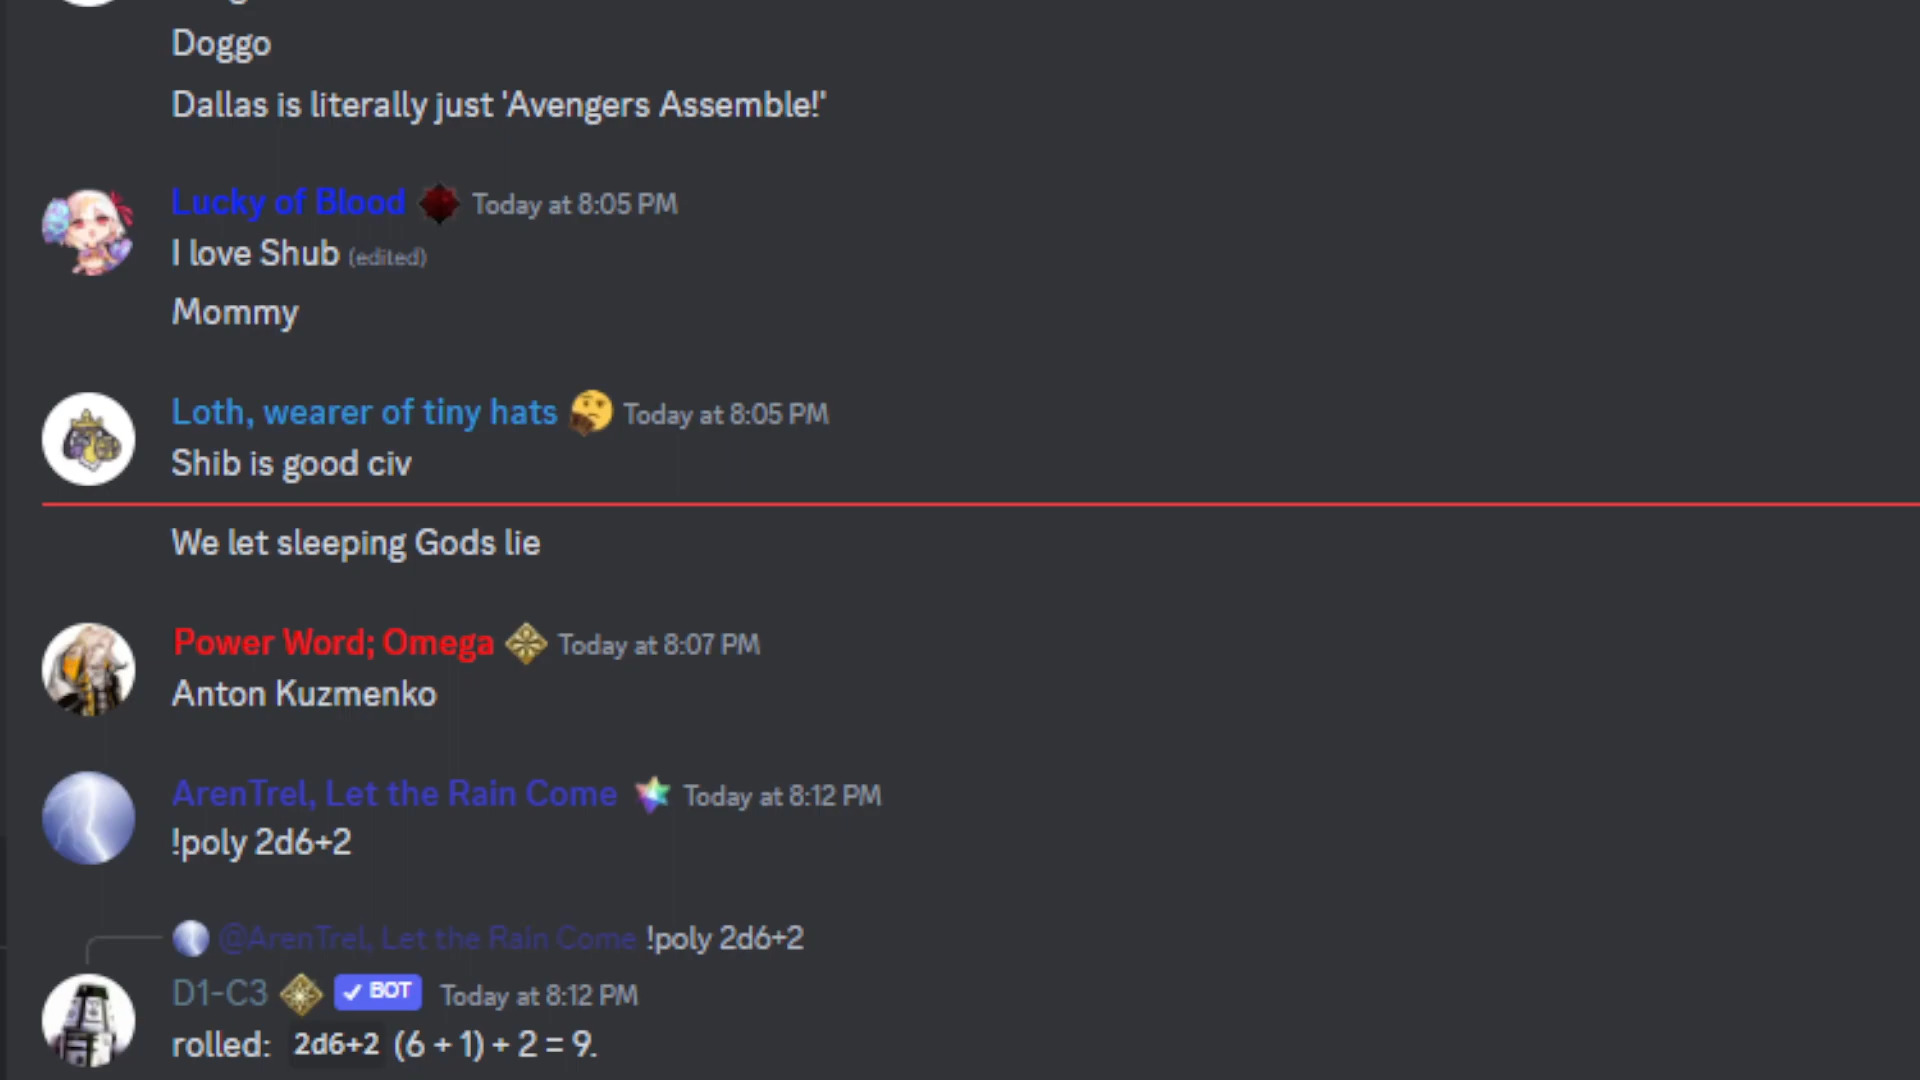 Doggo
Dallas is literally just 'Avengers Assemble!'
Lucky of Blood Today at 8:05 PM
I love Shub (edited)
Mommy
Loth, wearer of tiny hats Today at 8:05 PM
Shib is good civ
We let sleeping Gods lie
Power Word; Omega Today at 8:07 PM
Anton Kuzmenko
ArenTrel, Let the Rain Come Today at 8:12 PM
!poly 2d6+2
@ArenTrel, Let the Rain Come !poly 2d6+2
D1-C3 BOT Today at 8:12 PM
rolled: 2d6+2 (6 + 1) + 2 = 9.